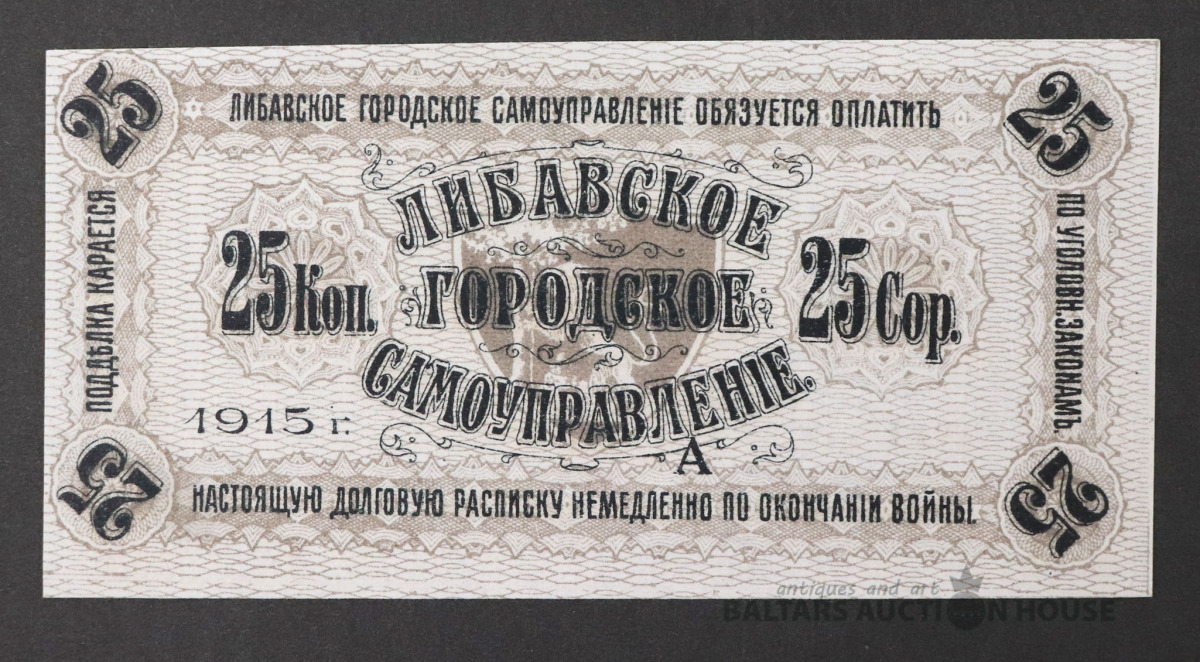 25
25
ЛИБАВСКОЕ ГОРОДСКОЕ САМОУПРАВЛЕНІЕ ОБЯЗУЕТСЯ ОПЛАТИТЬ
ПОДДѢЛКА КАРАЕТСЯ
ПО УГОЛОВН. ЗАКОНАМЪ.
ЛИБАВСКОЕ
25 Коп.
ГОРОДСКОЕ
25 Сор.
САМОУПРАВЛЕНІЕ.
1915 г.
А
НАСТОЯЩУЮ ДОЛГОВУЮ РАСПИСКУ НЕМЕДЛЕННО ПО ОКОНЧАНІИ ВОЙНЫ.
25
25
antiques and art
BALTARS AUCTION HOUSE